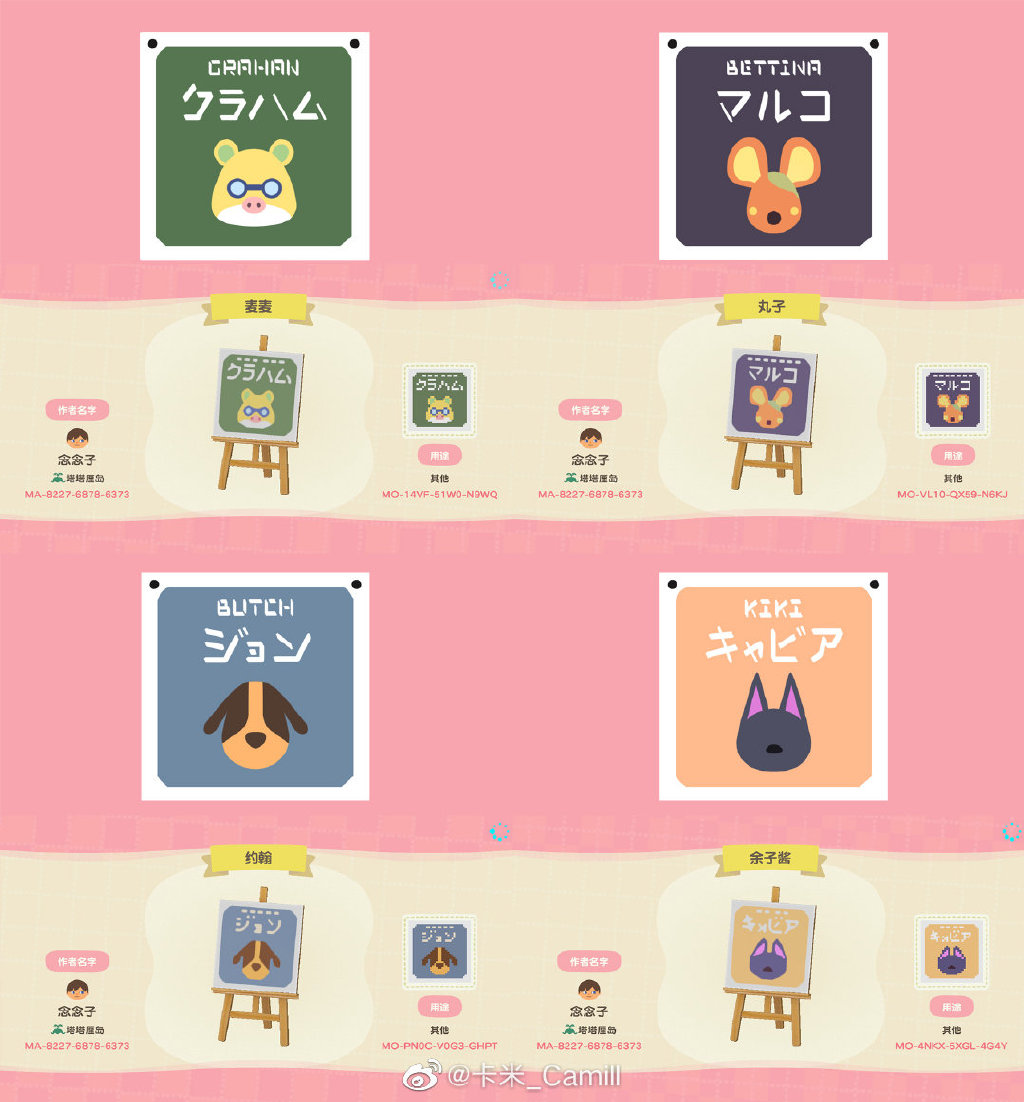 GRAHAN
クラハム
BETTINA
マルコ
麦麦
クラハム
クラハム
作者名字
念念子
塔塔崖岛
MA-8227-6878-6373
用途
其他
MO-14VF-51W0-N9WQ
丸子
マルコ
マルコ
作者名字
念念子
塔塔崖岛
MA-8227-6878-6373
用途
其他
MO-VL10-QX59-N6KJ
BUTCH
ジョン
KIKI
キャビア
约翰
ジョン
ジョン
作者名字
念念子
塔塔崖岛
MA-8227-6878-6373
用途
其他
MO-PN0C-V0G3-GHPT
余子酱
キャビア
キャビア
作者名字
念念子
塔塔崖岛
MA-8227-6878-6373
用途
其他
MO-4NKX-5XGL-4G4Y
@卡米_Camill